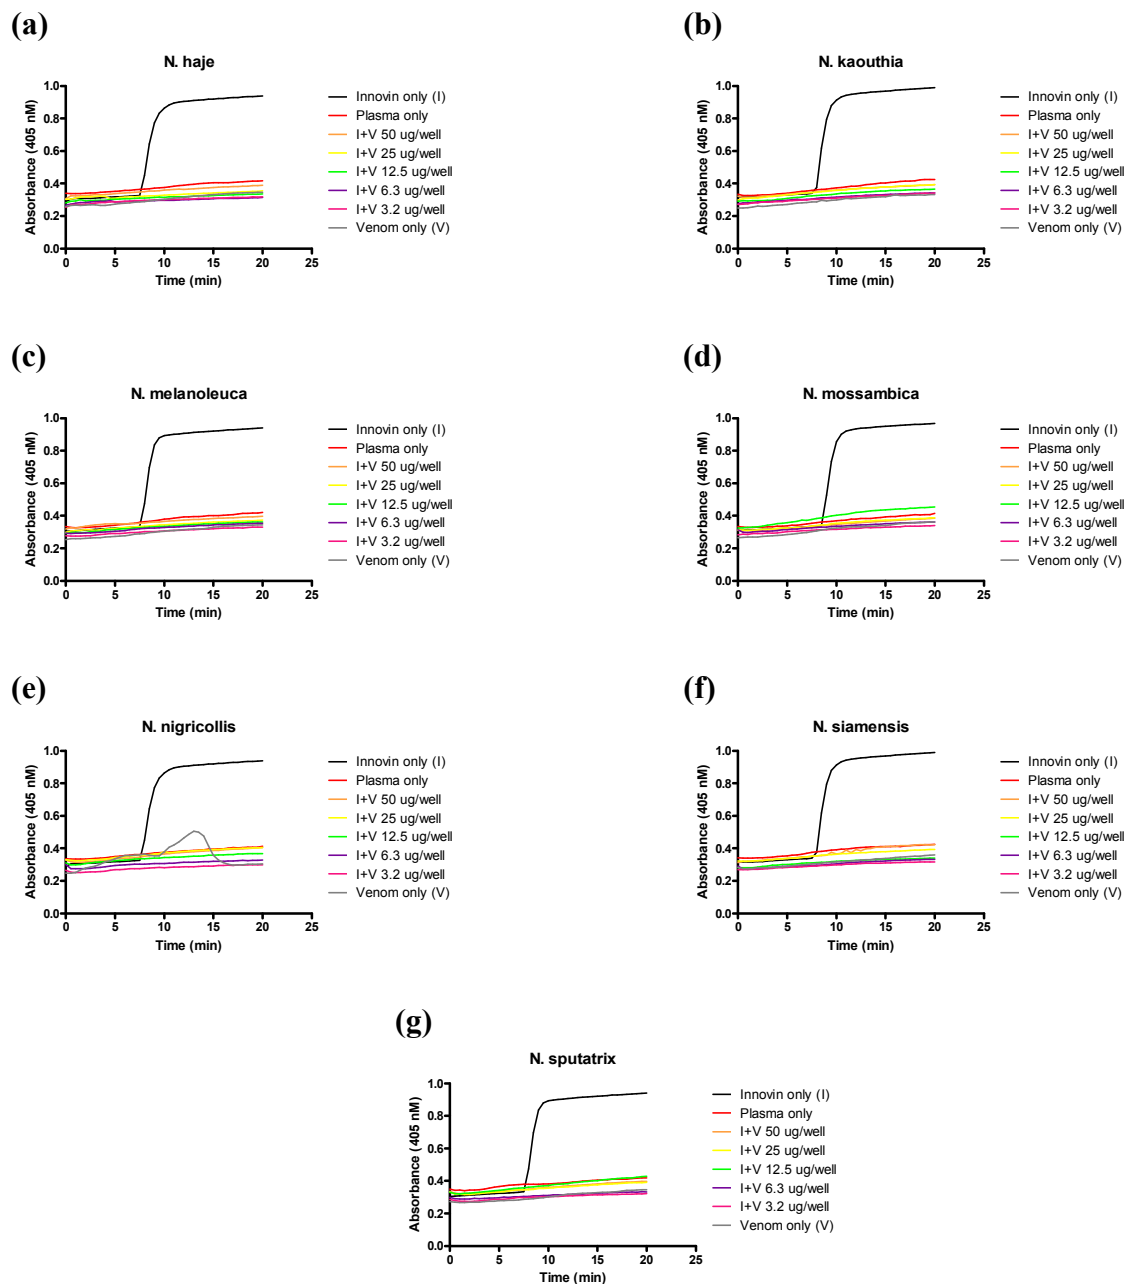 (a)
N. haje
Absorbance (405 nM)
1.0
0.8
0.6
0.4
0.2
0.0
0 5 10 15 20 25
Time (min)
Innovin only (I)
Plasma only
I+V 50 ug/well
I+V 25 ug/well
I+V 12.5 ug/well
I+V 6.3 ug/well
I+V 3.2 ug/well
Venom only (V)
(b)
N. kaouthia
Absorbance (405 nM)
1.0
0.8
0.6
0.4
0.2
0.0
0 5 10 15 20 25
Time (min)
Innovin only (I)
Plasma only
I+V 50 ug/well
I+V 25 ug/well
I+V 12.5 ug/well
I+V 6.3 ug/well
I+V 3.2 ug/well
Venom only (V)
(c)
N. melanoleuca
Absorbance (405 nM)
1.0
0.8
0.6
0.4
0.2
0.0
0 5 10 15 20 25
Time (min)
Innovin only (I)
Plasma only
I+V 50 ug/well
I+V 25 ug/well
I+V 12.5 ug/well
I+V 6.3 ug/well
I+V 3.2 ug/well
Venom only (V)
(d)
N. mossambica
Absorbance (405 nM)
1.0
0.8
0.6
0.4
0.2
0.0
0 5 10 15 20 25
Time (min)
Innovin only (I)
Plasma only
I+V 50 ug/well
I+V 25 ug/well
I+V 12.5 ug/well
I+V 6.3 ug/well
I+V 3.2 ug/well
Venom only (V)
(e)
N. nigricollis
Absorbance (405 nM)
1.0
0.8
0.6
0.4
0.2
0.0
0 5 10 15 20 25
Time (min)
Innovin only (I)
Plasma only
I+V 50 ug/well
I+V 25 ug/well
I+V 12.5 ug/well
I+V 6.3 ug/well
I+V 3.2 ug/well
Venom only (V)
(f)
N. siamensis
Absorbance (405 nM)
1.0
0.8
0.6
0.4
0.2
0.0
0 5 10 15 20 25
Time (min)
Innovin only (I)
Plasma only
I+V 50 ug/well
I+V 25 ug/well
I+V 12.5 ug/well
I+V 6.3 ug/well
I+V 3.2 ug/well
Venom only (V)
(g)
N. sputatrix
Absorbance (405 nM)
1.0
0.8
0.6
0.4
0.2
0.0
0 5 10 15 20 25
Time (min)
Innovin only (I)
Plasma only
I+V 50 ug/well
I+V 25 ug/well
I+V 12.5 ug/well
I+V 6.3 ug/well
I+V 3.2 ug/well
Venom only (V)